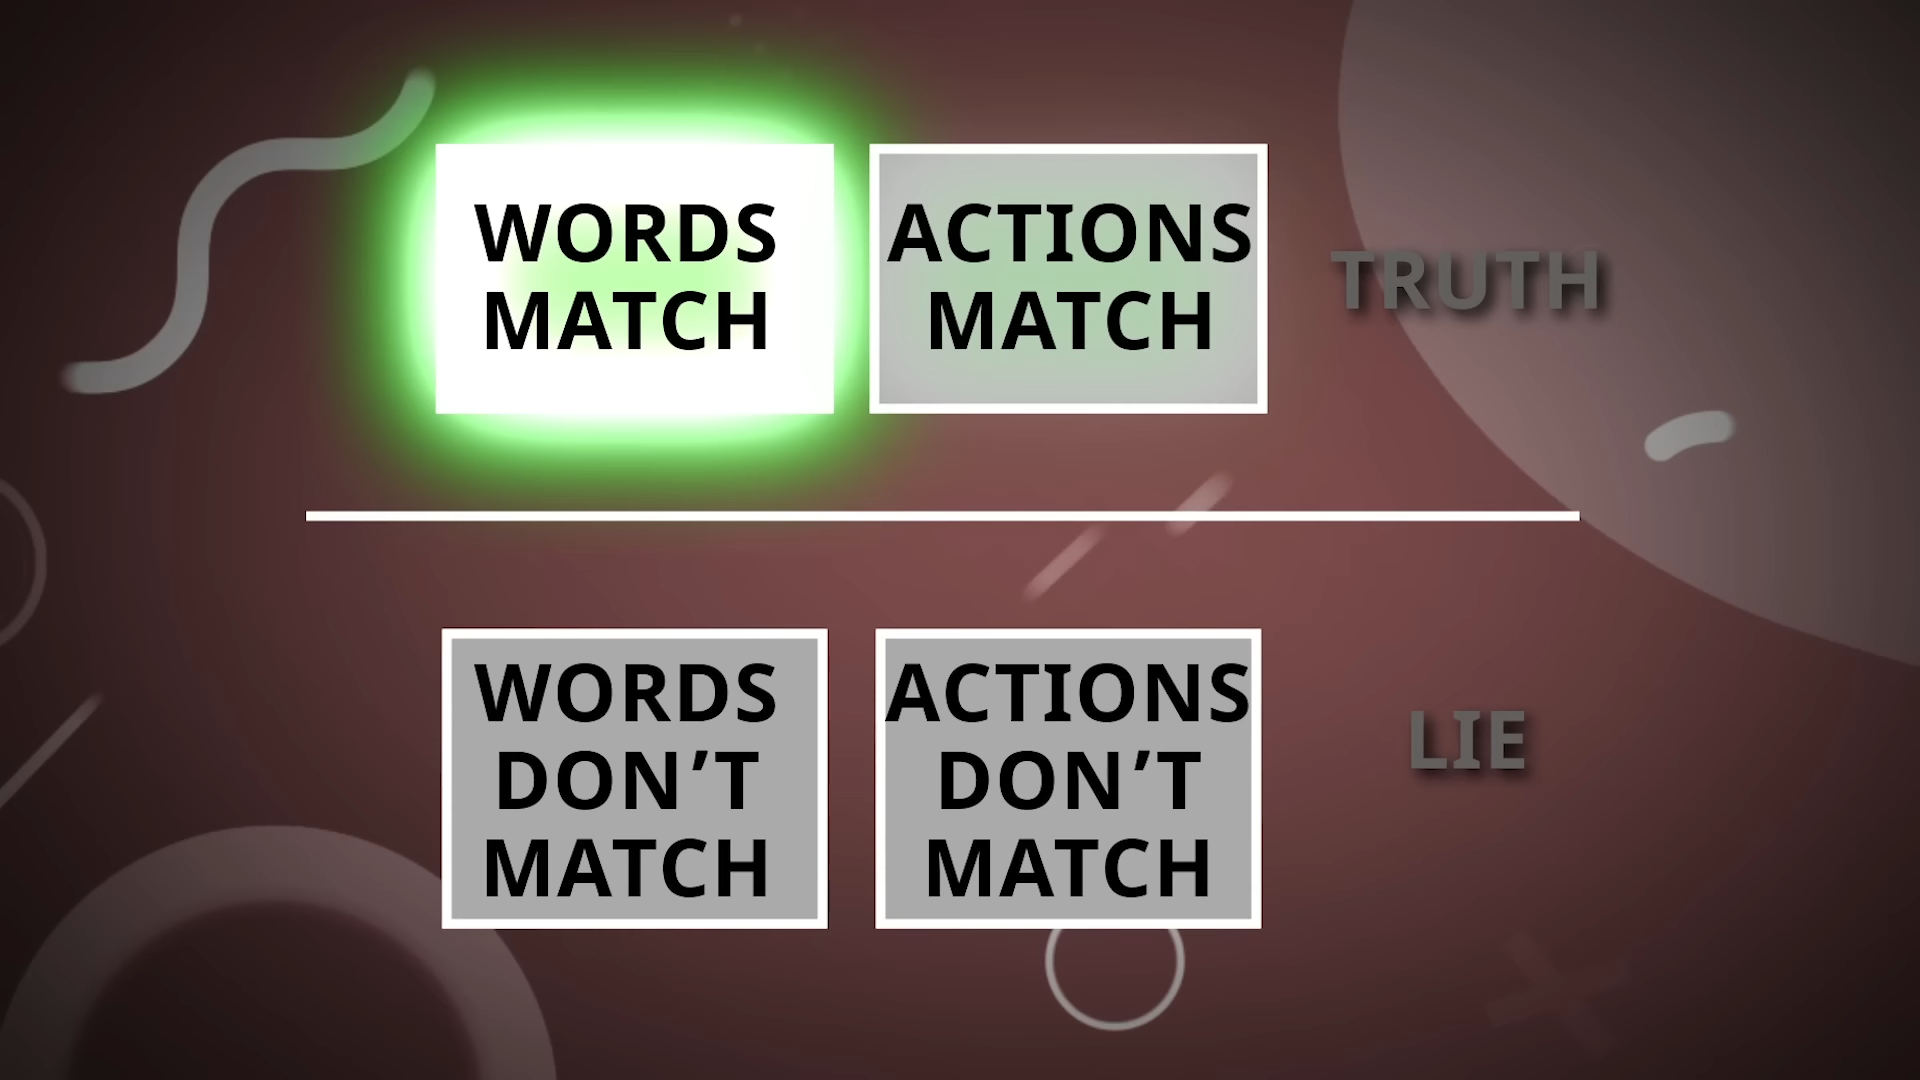 WORDS
MATCH
ACTIONS
MATCH
TRUTH
WORDS
DON’T
MATCH
ACTIONS
DON’T
MATCH
LIE